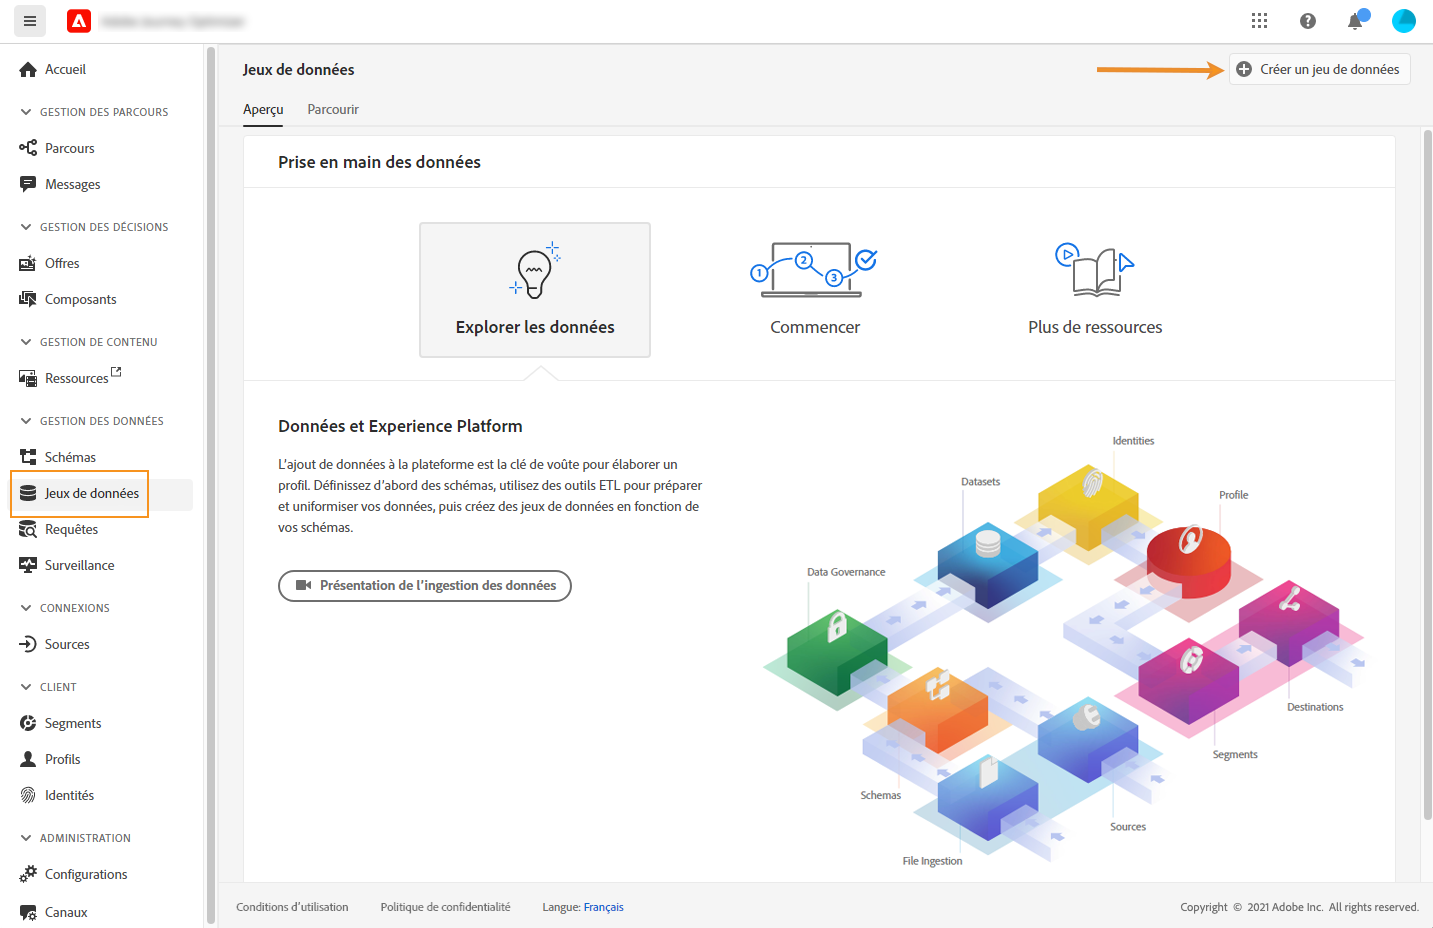 Jeux de données
Créer un jeu de données
Aperçu
Parcourir
Accueil
GESTION DES PARCOURS
Parcours
Messages
GESTION DES DÉCISIONS
Offres
Composants
GESTION DE CONTENU
Ressources
GESTION DES DONNÉES
Schémas
Jeux de données
Requêtes
Surveillance
CONNEXIONS
Sources
CLIENT
Segments
Profils
Identités
ADMINISTRATION
Configurations
Canaux
Prise en main des données
Explorer les données
1
2
3
Commencer
Plus de ressources
Données et Experience Platform
L'ajout de données à la plateforme est la clé de voûte pour élaborer un
profil. Définissez d'abord des schémas, utilisez des outils ETL pour préparer
et uniformiser vos données, puis créez des jeux de données en fonction de
vos schémas.
Présentation de l'ingestion des données
Identities
Datasets
Profile
Data Governance
Destinations
Segments
Schemas
Sources
File Ingestion
Conditions d'utilisation
Politique de confidentialité
Langue: Français
Copyright © 2021 Adobe Inc. All rights reserved.